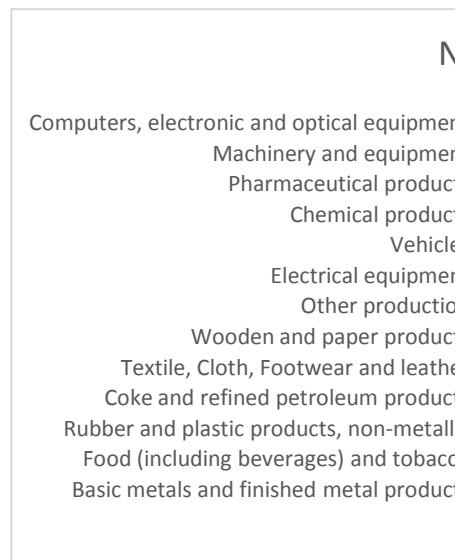 N
Computers, electronic and optical equipmen
Machinery and equipmen
Pharmaceutical product
Chemical product
Vehicle
Electrical equipmen
Other productio
Wooden and paper product
Textile, Cloth, Footwear and leathe
Coke and refined petroleum product
Rubber and plastic products, non-metall
Food (including beverages) and tobacc
Basic metals and finished metal product